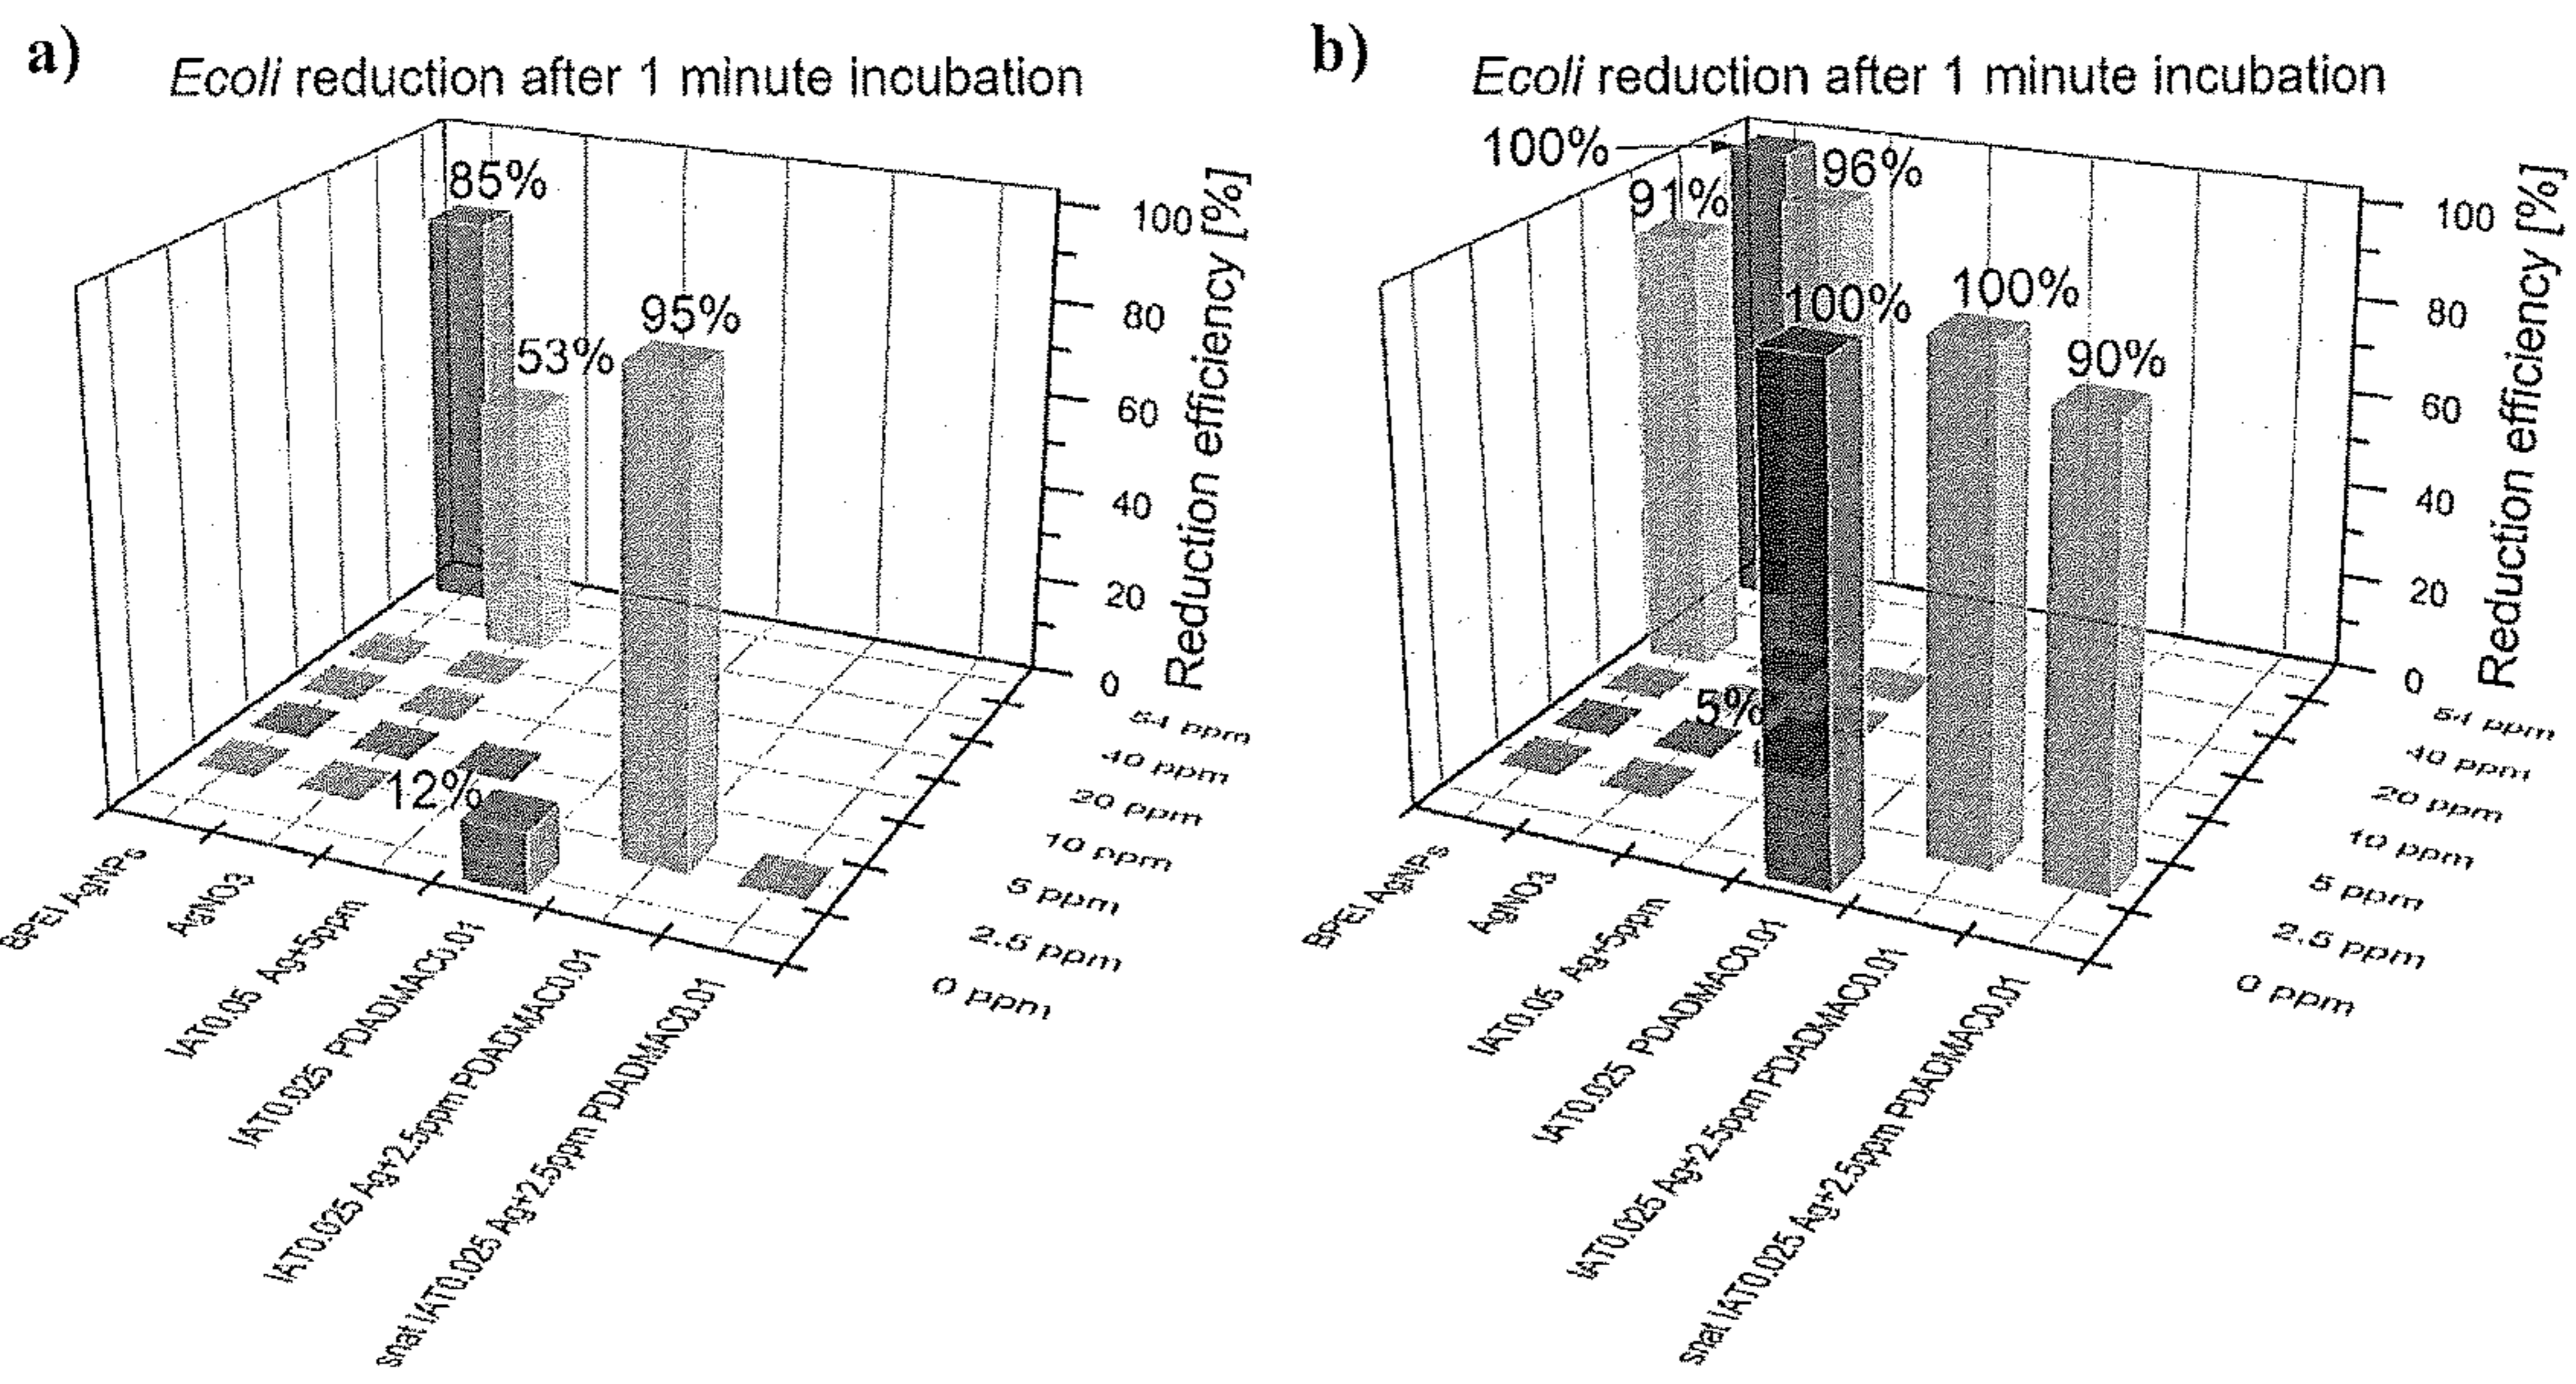 a)
Ecoli reduction after 1 minute incubation
85%
53%
95%
12%
100
80
60
40
20
0
Reduction efficiency [%]
54 ppm
40 ppm
20 ppm
10 ppm
5 ppm
2.5 ppm
0 ppm
BPEI AgNPs
AgNO3
IAT0.05 Ag+5ppm
IAT0.025 PDADMAC0.01
IAT0.025 Ag+2.5ppm PDADMAC0.01
snat IAT0.025 Ag+2.5ppm PDADMAC0.01
b)
Ecoli reduction after 1 minute incubation
100%
96%
91%
100%
100%
90%
5%
100
80
60
40
20
0
Reduction efficiency [%]
54 ppm
40 ppm
20 ppm
10 ppm
5 ppm
2.5 ppm
0 ppm
BPEI AgNPs
AgNO3
IAT0.05 Ag+5ppm
IAT0.025 PDADMAC0.01
IAT0.025 Ag+2.5ppm PDADMAC0.01
snat IAT0.025 Ag+2.5ppm PDADMAC0.01